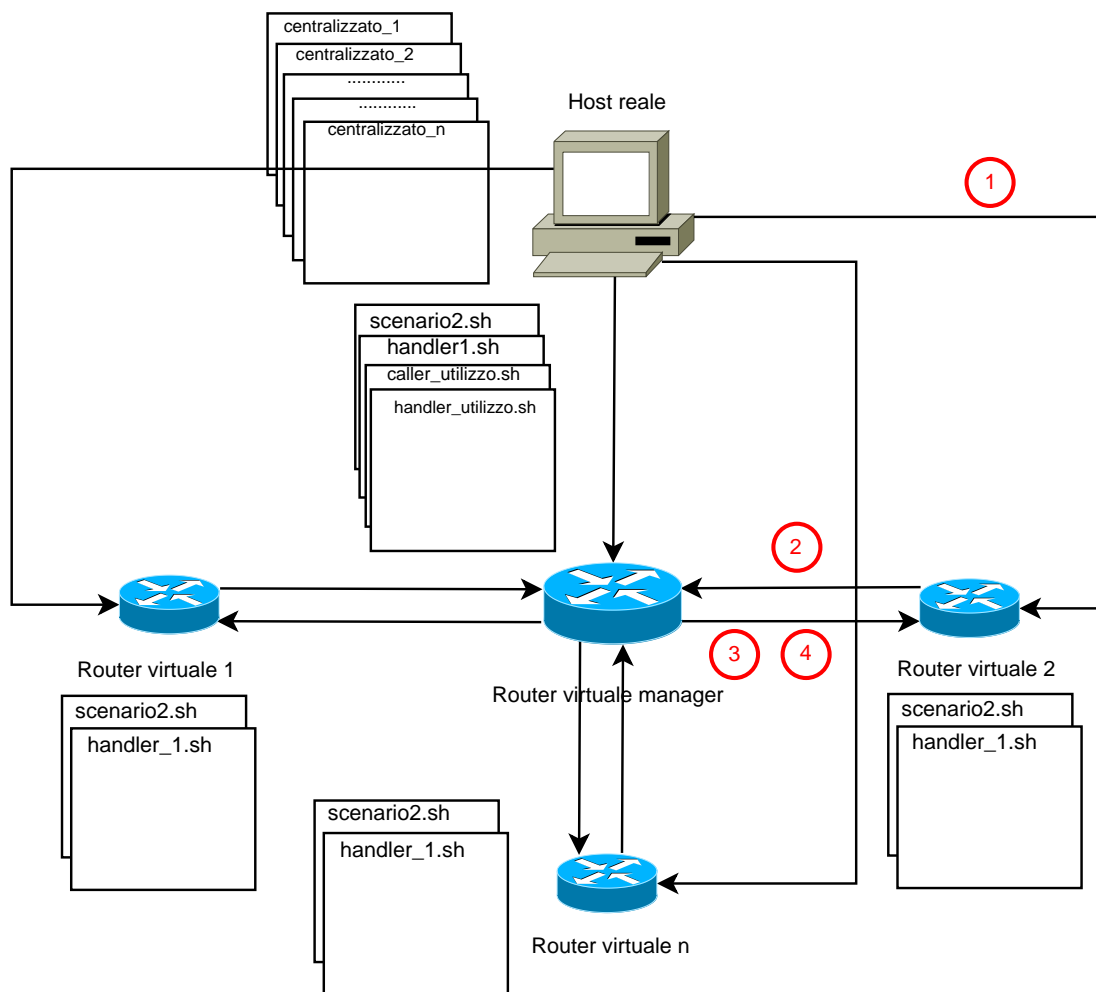 centralizzato_1
centralizzato_2
............
............
centralizzato_n
Host reale
1
scenario2.sh
handler1.sh
caller_utilizzo.sh
handler_utilizzo.sh
2
3
4
Router virtuale 1
Router virtuale manager
Router virtuale 2
scenario2.sh
handler_1.sh
scenario2.sh
handler_1.sh
scenario2.sh
handler_1.sh
Router virtuale n